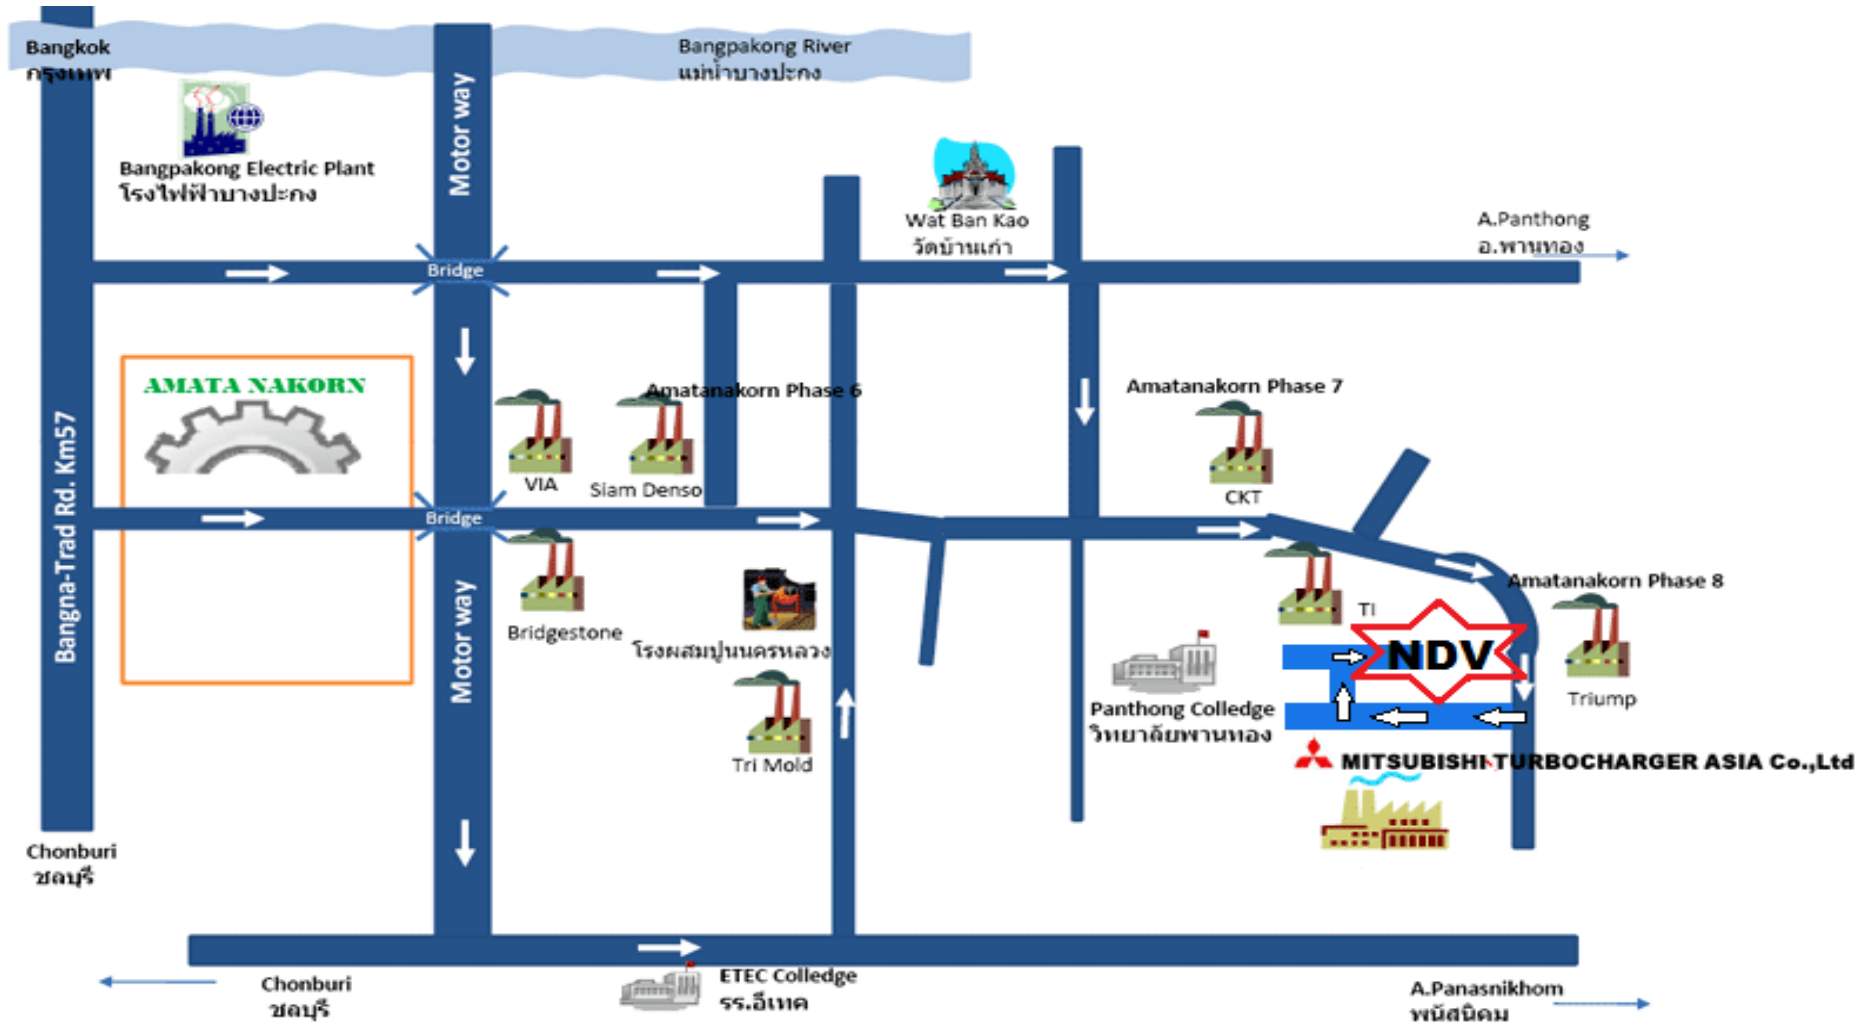 Bangkok
กรุงเทพ
Bangpakong River
แม่น้ำบางปะกง
Motor way
Bangpakong Electric Plant
โรงไฟฟ้าบางปะกง
Wat Ban Kao
วัดบ้านเก่า
A.Panthong
อ.พานทอง
Bridge
AMATA NAKORN
Amatanakorn Phase 6
Amatanakorn Phase 7
Bangna-Trad Rd. Km57
VIA
Siam Denso
CKT
Bridge
Amatanakorn Phase 8
Motor way
Bridgestone
โรงผสมปูนนครหลวง
TI
NDV
Triump
Panthong Colledge
วิทยาลัยพานทอง
Tri Mold
MITSUBISHI TURBOCHARGER ASIA Co.,Ltd
Chonburi
ชลบุรี
ETEC Colledge
รร.อีเทค
Chonburi
ชลบุรี
A.Panasnikhom
พนัสนิคม